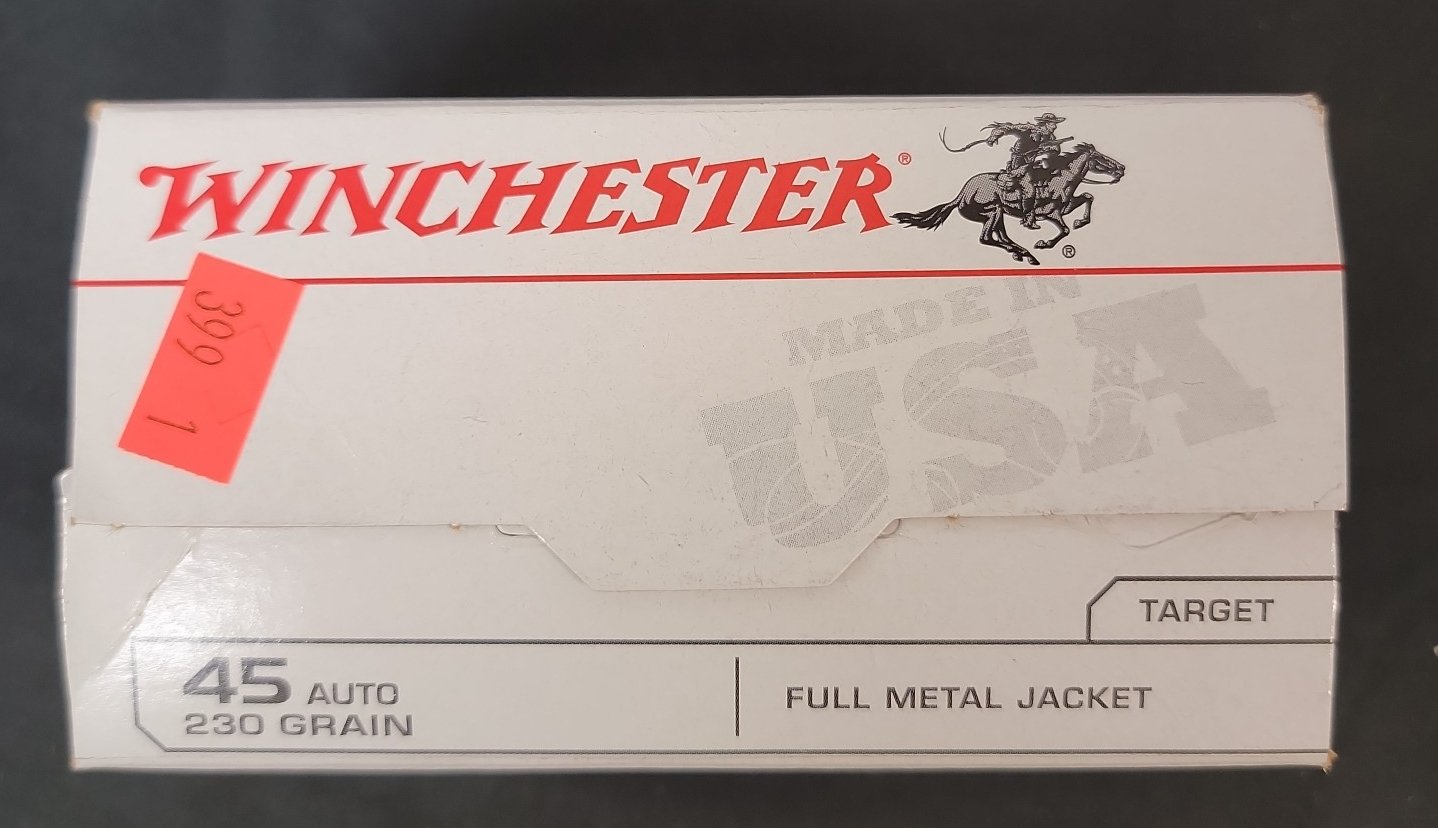 WINCHESTER®
®
399 1
MADE IN
USA
TARGET
45 AUTO
230 GRAIN
FULL METAL JACKET